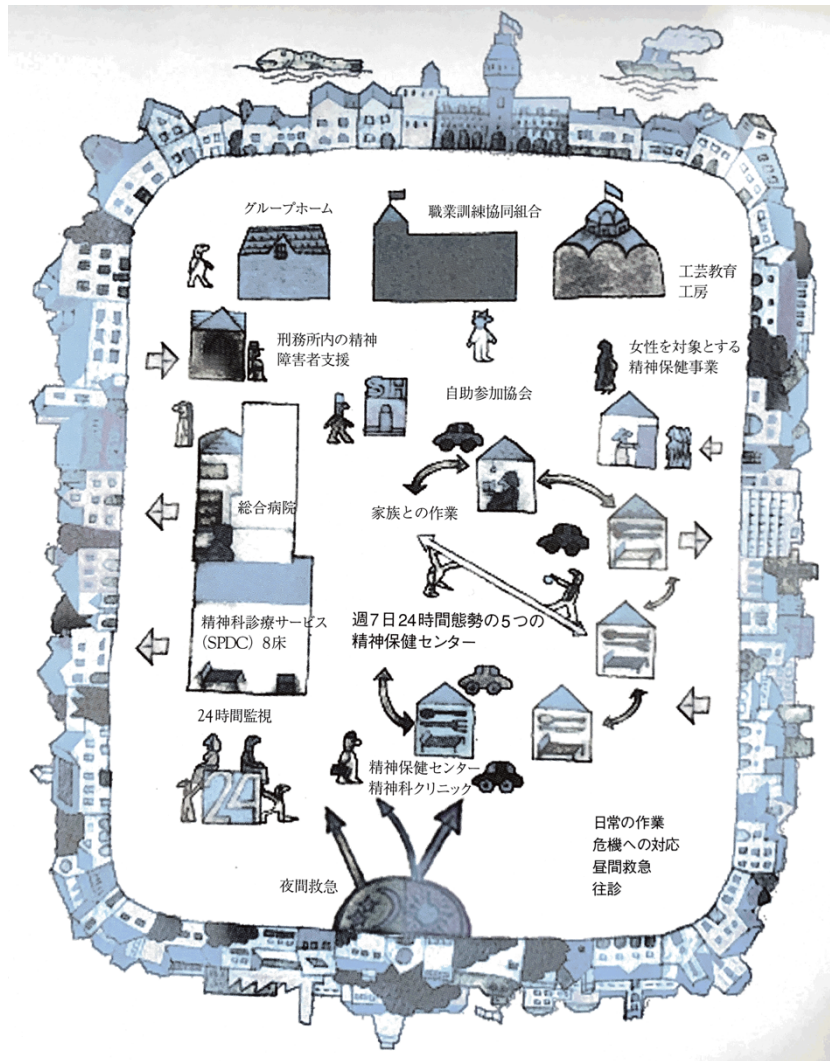 グループホーム
職業訓練協同組合
工芸教育
工房
刑務所内の精神
障害者支援
女性を対象とする
精神保健事業
SH
自助参加協会
総合病院
家族との作業
精神科診療サービス
(SPDC) 8床
週7日24時間態勢の5つの
精神保健センター
24時間監視
24
精神保健センター
精神科クリニック
日常の作業
危機への対応
昼間救急
往診
夜間救急